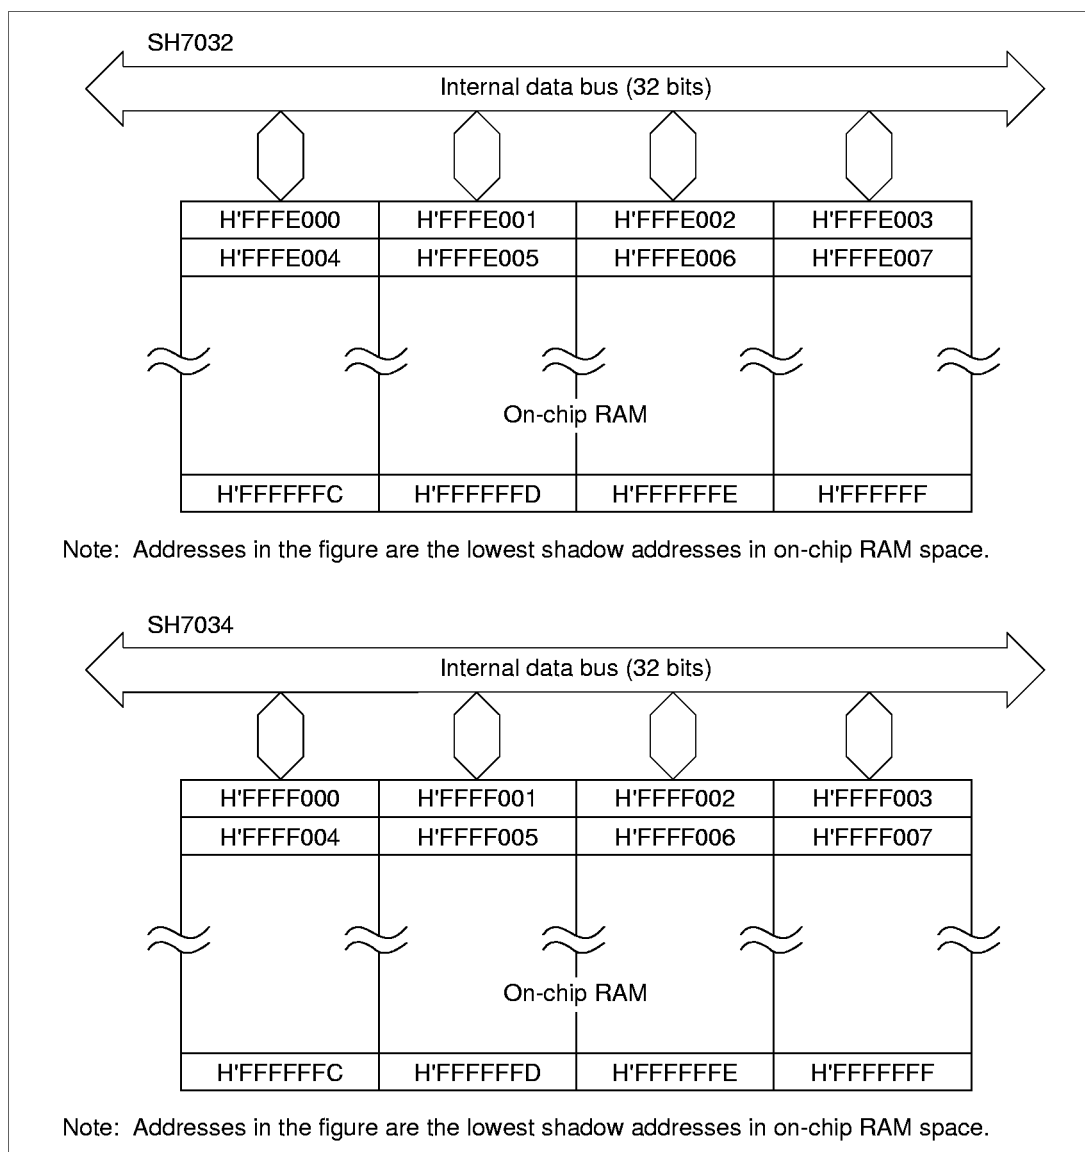 SH7032
Internal data bus (32 bits)
H'FFFE000 H'FFFE001 H'FFFE002 H'FFFE003
H'FFFE004 H'FFFE005 H'FFFE006 H'FFFE007
On-chip RAM
H'FFFFFFC H'FFFFFFD H'FFFFFFE H'FFFFFF
Note: Addresses in the figure are the lowest shadow addresses in on-chip RAM space.
SH7034
Internal data bus (32 bits)
H'FFFF000 H'FFFF001 H'FFFF002 H'FFFF003
H'FFFF004 H'FFFF005 H'FFFF006 H'FFFF007
On-chip RAM
H'FFFFFFC H'FFFFFFD H'FFFFFFE H'FFFFFFF
Note: Addresses in the figure are the lowest shadow addresses in on-chip RAM space.